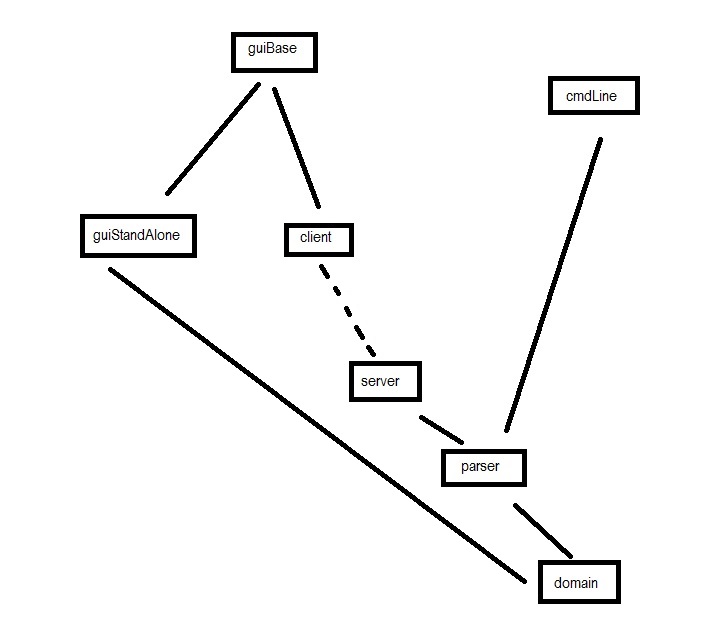 guiBase
cmdLine
guiStandAlone
client
server
parser
domain